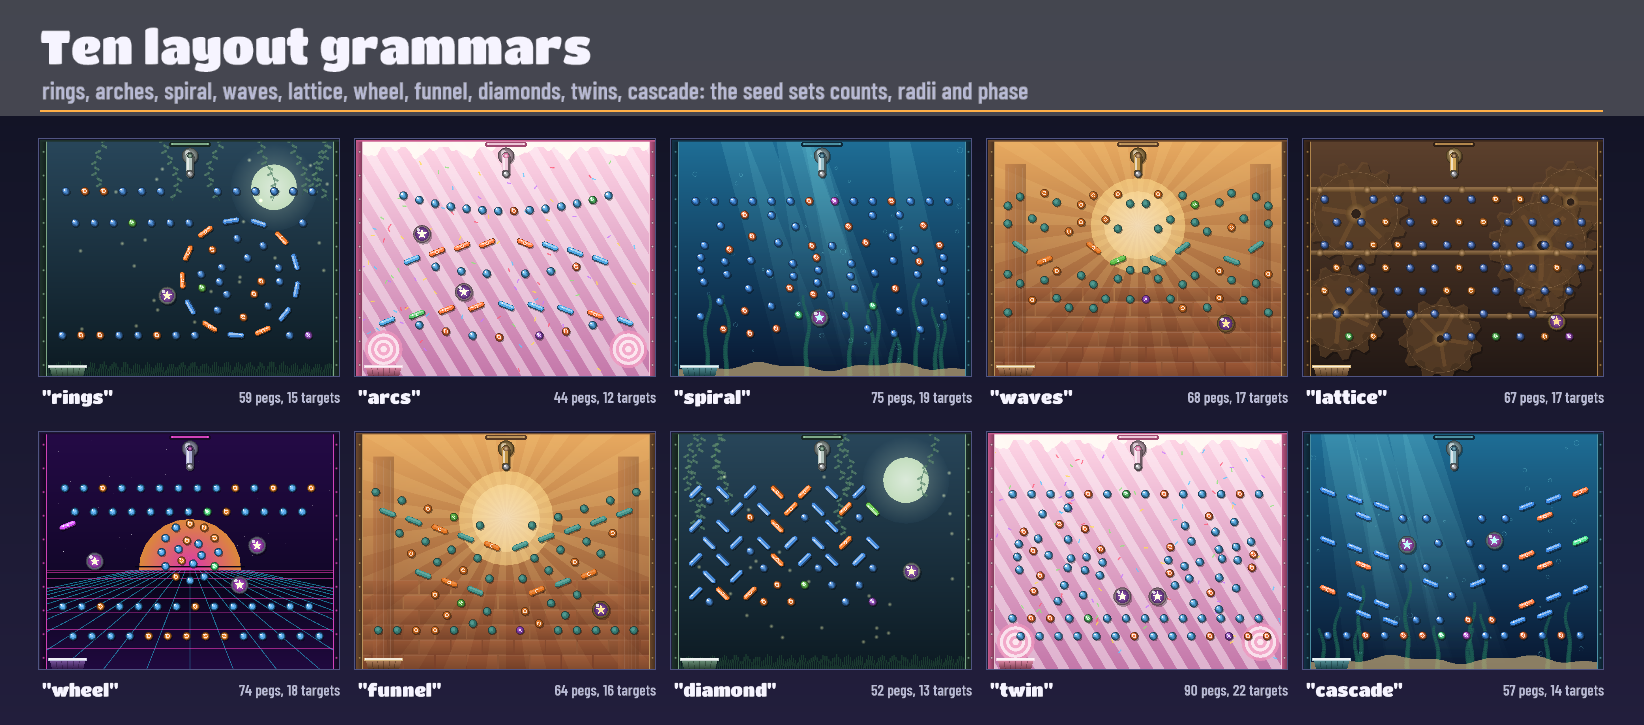 Ten layout grammars
rings, arches, spiral, waves, lattice, wheel, funnel, diamonds, twins, cascade: the seed sets counts, radii and phase
"rings" 59 pegs, 15 targets
"arcs" 44 pegs, 12 targets
"spiral" 75 pegs, 19 targets
"waves" 68 pegs, 17 targets
"lattice" 67 pegs, 17 targets
"wheel" 74 pegs, 18 targets
"funnel" 64 pegs, 16 targets
"diamond" 52 pegs, 13 targets
"twin" 90 pegs, 22 targets
"cascade" 57 pegs, 14 targets